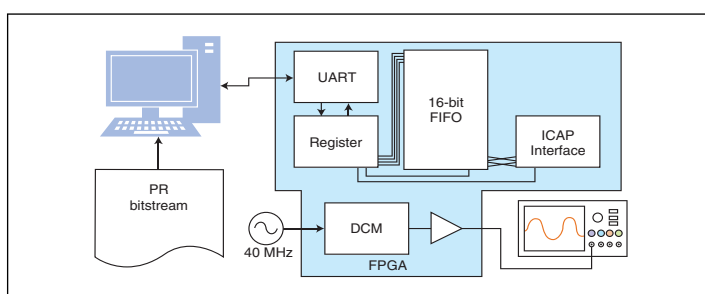 UART
16-bit
FIFO
Register
ICAP
Interface
PR
bitstream
DCM
40 MHz
FPGA